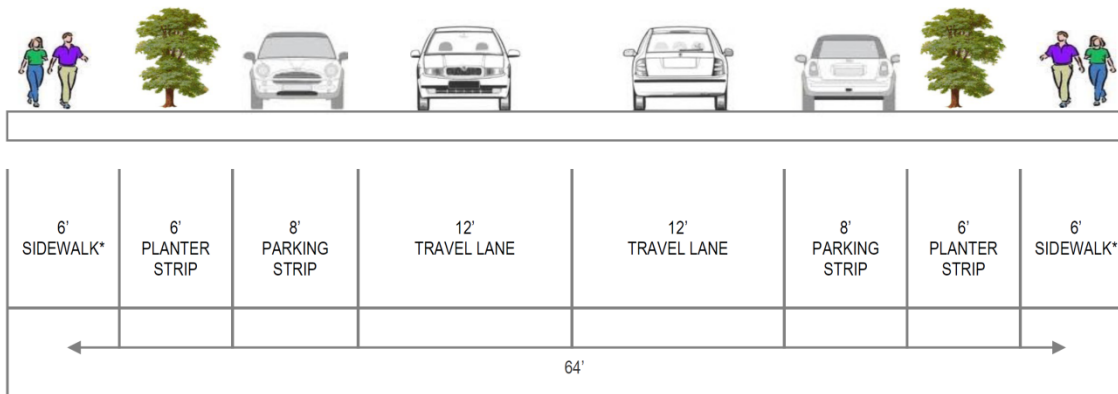 6’
SIDEWALK*
6’
PLANTER
STRIP
8’
PARKING
STRIP
12’
TRAVEL LANE
12’
TRAVEL LANE
8’
PARKING
STRIP
6’
PLANTER
STRIP
6’
SIDEWALK*
64’